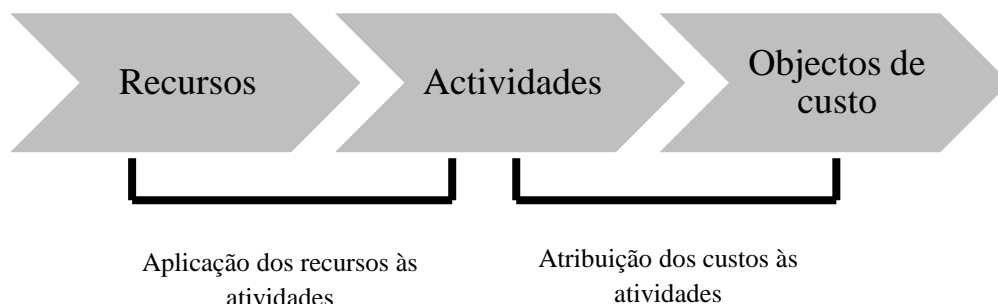 Recursos
Actividades
Objectos de
custo
Aplicação dos recursos às
atividades
Atribuição dos custos às
atividades